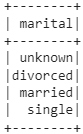 +--------+
| marital|
+--------+
| unknown|
|divorced|
| married|
|  single|
+--------+